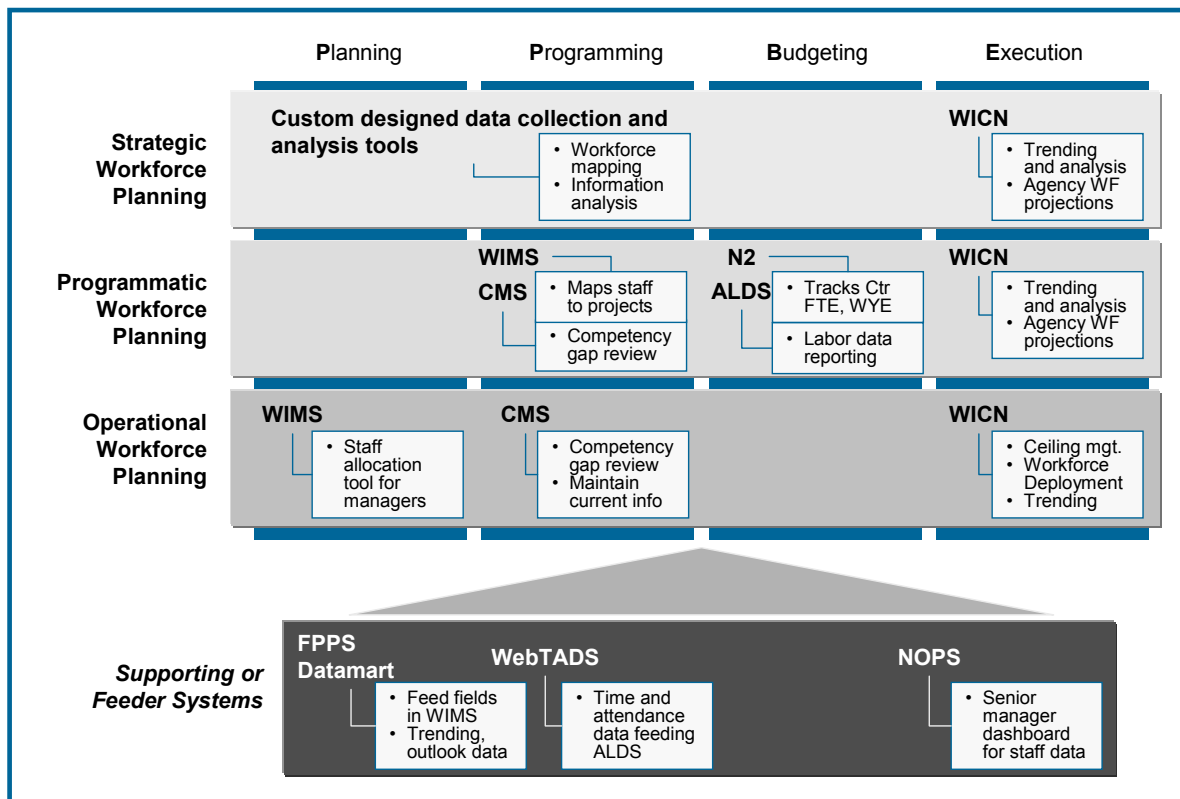 Planning
Programming
Budgeting
Execution
Strategic
Workforce
Planning
Custom designed data collection and
analysis tools
• Workforce
mapping
• Information
analysis
WICN
• Trending
and analysis
• Agency WF
projections
Programmatic
Workforce
Planning
WIMS
CMS
• Maps staff
to projects
• Competency
gap review
N2
ALDS
• Tracks Ctr
FTE, WYE
• Labor data
reporting
WICN
• Trending
and analysis
• Agency WF
projections
Operational
Workforce
Planning
WIMS
• Staff
allocation
tool for
managers
CMS
• Competency
gap review
• Maintain
current info
WICN
• Ceiling mgt.
• Workforce
Deployment
• Trending
Supporting or
Feeder Systems
FPPS
Datamart
• Feed fields
in WIMS
• Trending,
outlook data
WebTADS
• Time and
attendance
data feeding
ALDS
NOPS
• Senior
manager
dashboard
for staff data